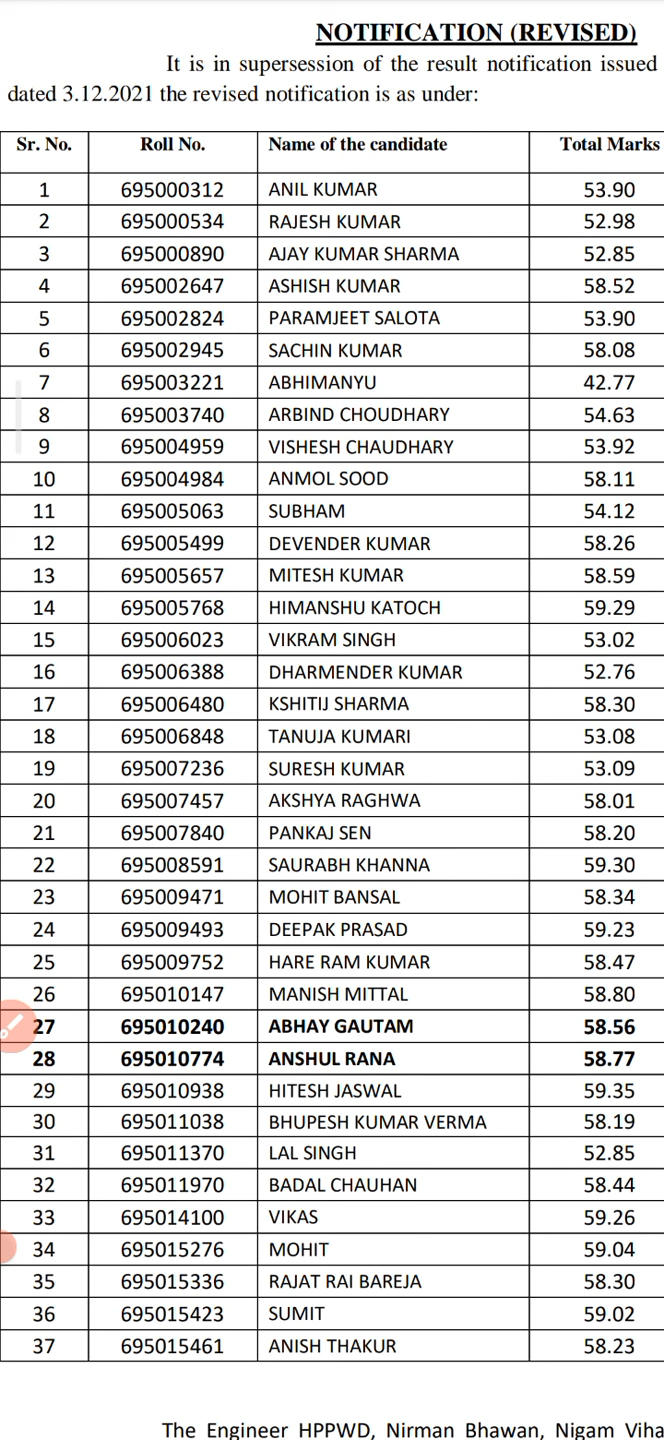 NOTIFICATION (REVISED)
It is in supersession of the result notification issued
dated 3.12.2021 the revised notification is as under:
Sr. No. Roll No. Name of the candidate Total Marks
1 695000312 ANIL KUMAR 53.90
2 695000534 RAJESH KUMAR 52.98
3 695000890 AJAY KUMAR SHARMA 52.85
4 695002647 ASHISH KUMAR 58.52
5 695002824 PARAMJEET SALOTA 53.90
6 695002945 SACHIN KUMAR 58.08
7 695003221 ABHIMANYU 42.77
8 695003740 ARBIND CHOUDHARY 54.63
9 695004959 VISHESH CHAUDHARY 53.92
10 695004984 ANMOL SOOD 58.11
11 695005063 SUBHAM 54.12
12 695005499 DEVENDER KUMAR 58.26
13 695005657 MITESH KUMAR 58.59
14 695005768 HIMANSHU KATOCH 59.29
15 695006023 VIKRAM SINGH 53.02
16 695006388 DHARMENDER KUMAR 52.76
17 695006480 KSHITIJ SHARMA 58.30
18 695006848 TANUJA KUMARI 53.08
19 695007236 SURESH KUMAR 53.09
20 695007457 AKSHYA RAGHWA 58.01
21 695007840 PANKAJ SEN 58.20
22 695008591 SAURABH KHANNA 59.30
23 695009471 MOHIT BANSAL 58.34
24 695009493 DEEPAK PRASAD 59.23
25 695009752 HARE RAM KUMAR 58.47
26 695010147 MANISH MITTAL 58.80
27 695010240 ABHAY GAUTAM 58.56
28 695010774 ANSHUL RANA 58.77
29 695010938 HITESH JASWAL 59.35
30 695011038 BHUPESH KUMAR VERMA 58.19
31 695011370 LAL SINGH 52.85
32 695011970 BADAL CHAUHAN 58.44
33 695014100 VIKAS 59.26
34 695015276 MOHIT 59.04
35 695015336 RAJAT RAI BAREJA 58.30
36 695015423 SUMIT 59.02
37 695015461 ANISH THAKUR 58.23
The Engineer HPPWD, Nirman Bhawan, Nigam Viha